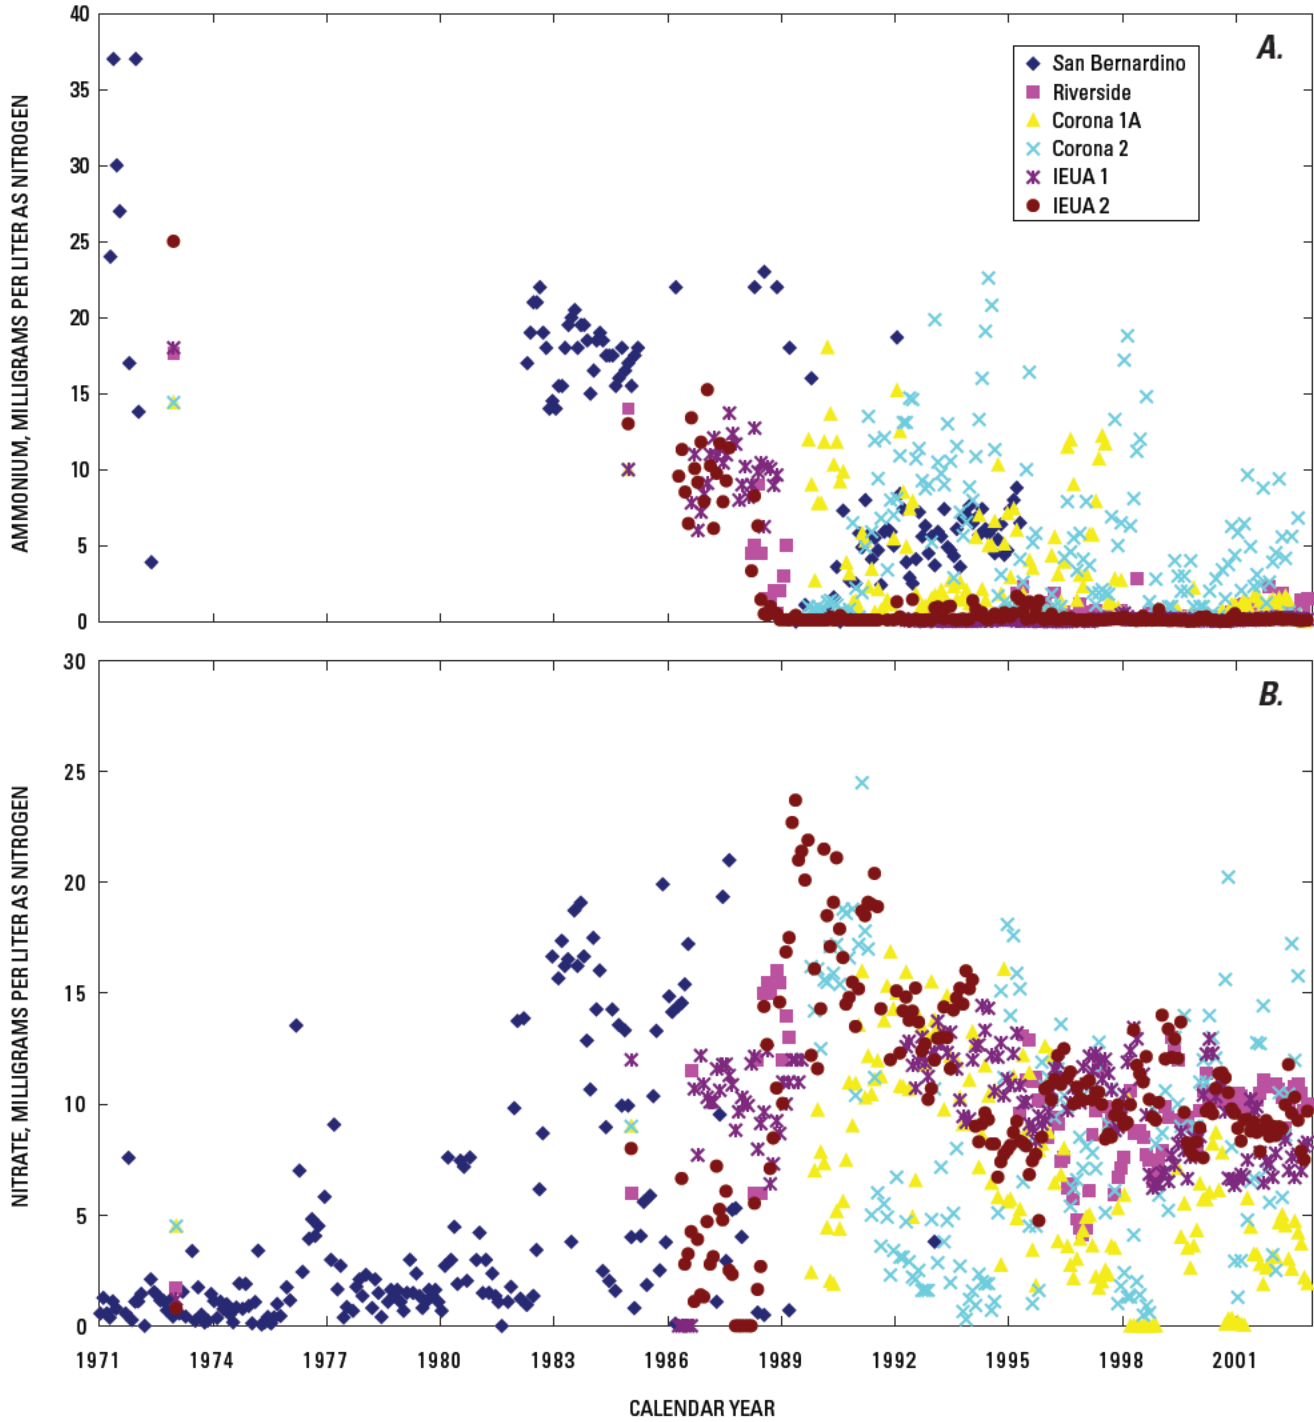 A.
AMMONIUM, MILLIGRAMS PER LITER AS NITROGEN
40
35
30
25
20
15
10
5
0
San Bernardino
Riverside
Corona 1A
Corona 2
IEUA 1
IEUA 2
B.
NITRATE, MILLIGRAMS PER LITER AS NITROGEN
30
25
20
15
10
5
0
1971 1974 1977 1980 1983 1986 1989 1992 1995 1998 2001
CALENDAR YEAR